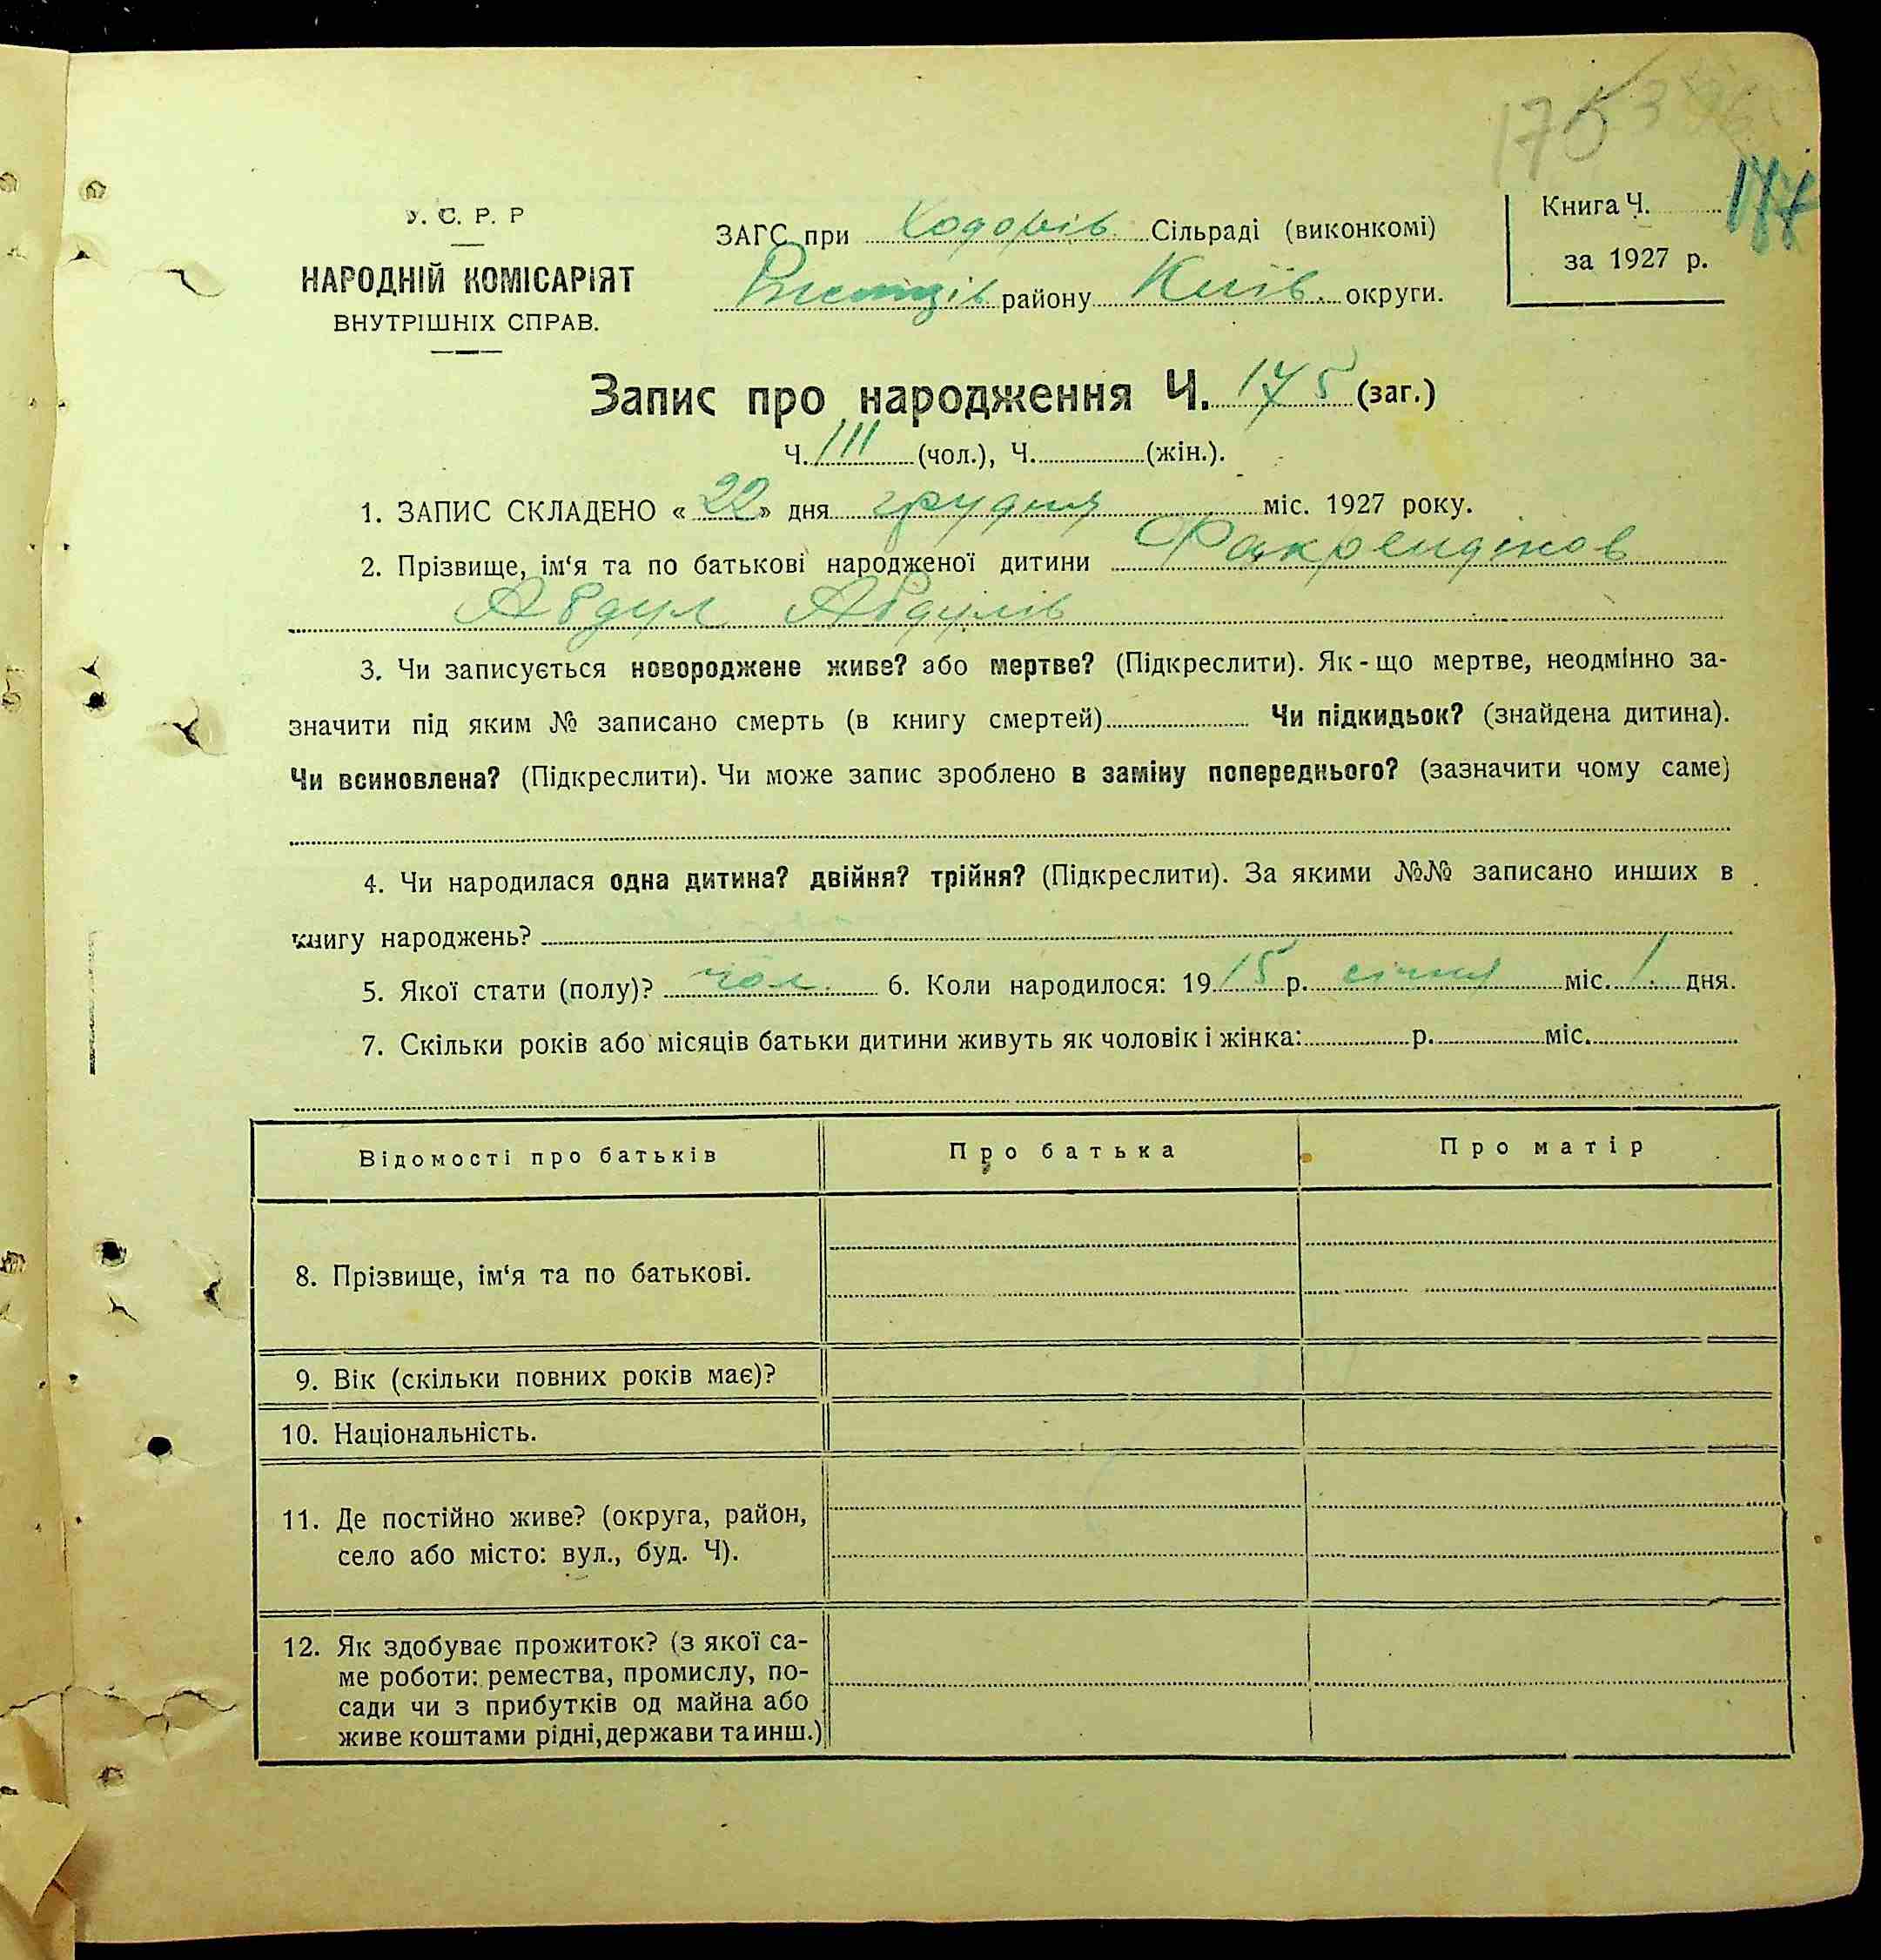 175
177
У. С. Р. Р
НАРОДНІЙ КОМІСАРІЯТ
ВНУТРІШНІХ СПРАВ.
ЗАГС при Ходорів Сільраді (виконкомі)
району Київ. округи.
Книга Ч.
за 1927 р.
Запис про народження Ч. 175 (заг.)
Ч. 111 (чол.), Ч. (жін.).
1. ЗАПИС СКЛАДЕНО « 22 » дня грудня міс. 1927 року.
2. Прізвище, ім‘я та по батькові народженої дитини Факрендінов
Абдул Абдулів
3. Чи записується новороджене живе? або мертве? (Підкреслити). Як-що мертве, неодмінно за-
значити під яким № записано смерть (в книгу смертей) Чи підкидьок? (знайдена дитина).
Чи всиновлена? (Підкреслити). Чи може запис зроблено в заміну попереднього? (зазначити чому саме)
4. Чи народилася одна дитина? двійня? трійня? (Підкреслити). За якими №№ записано инших в
книгу народжень?
5. Якої стати (полу)? чол. 6. Коли народилося: 1915 р. січня міс. 1. дня.
7. Скільки років або місяців батьки дитини живуть як чоловік і жінка: р. міс.
Відомості про батьків Про батька Про матір
8. Прізвище, ім‘я та по батькові.
9. Вік (скільки повних років має)?
10. Національність.
11. Де постійно живе? (округа, район,
село або місто: вул., буд. Ч).
12. Як здобуває прожиток? (з якої са-
ме роботи: ремества, промислу, по-
сади чи з прибутків од майна або
живе коштами рідні, держави та инш.)